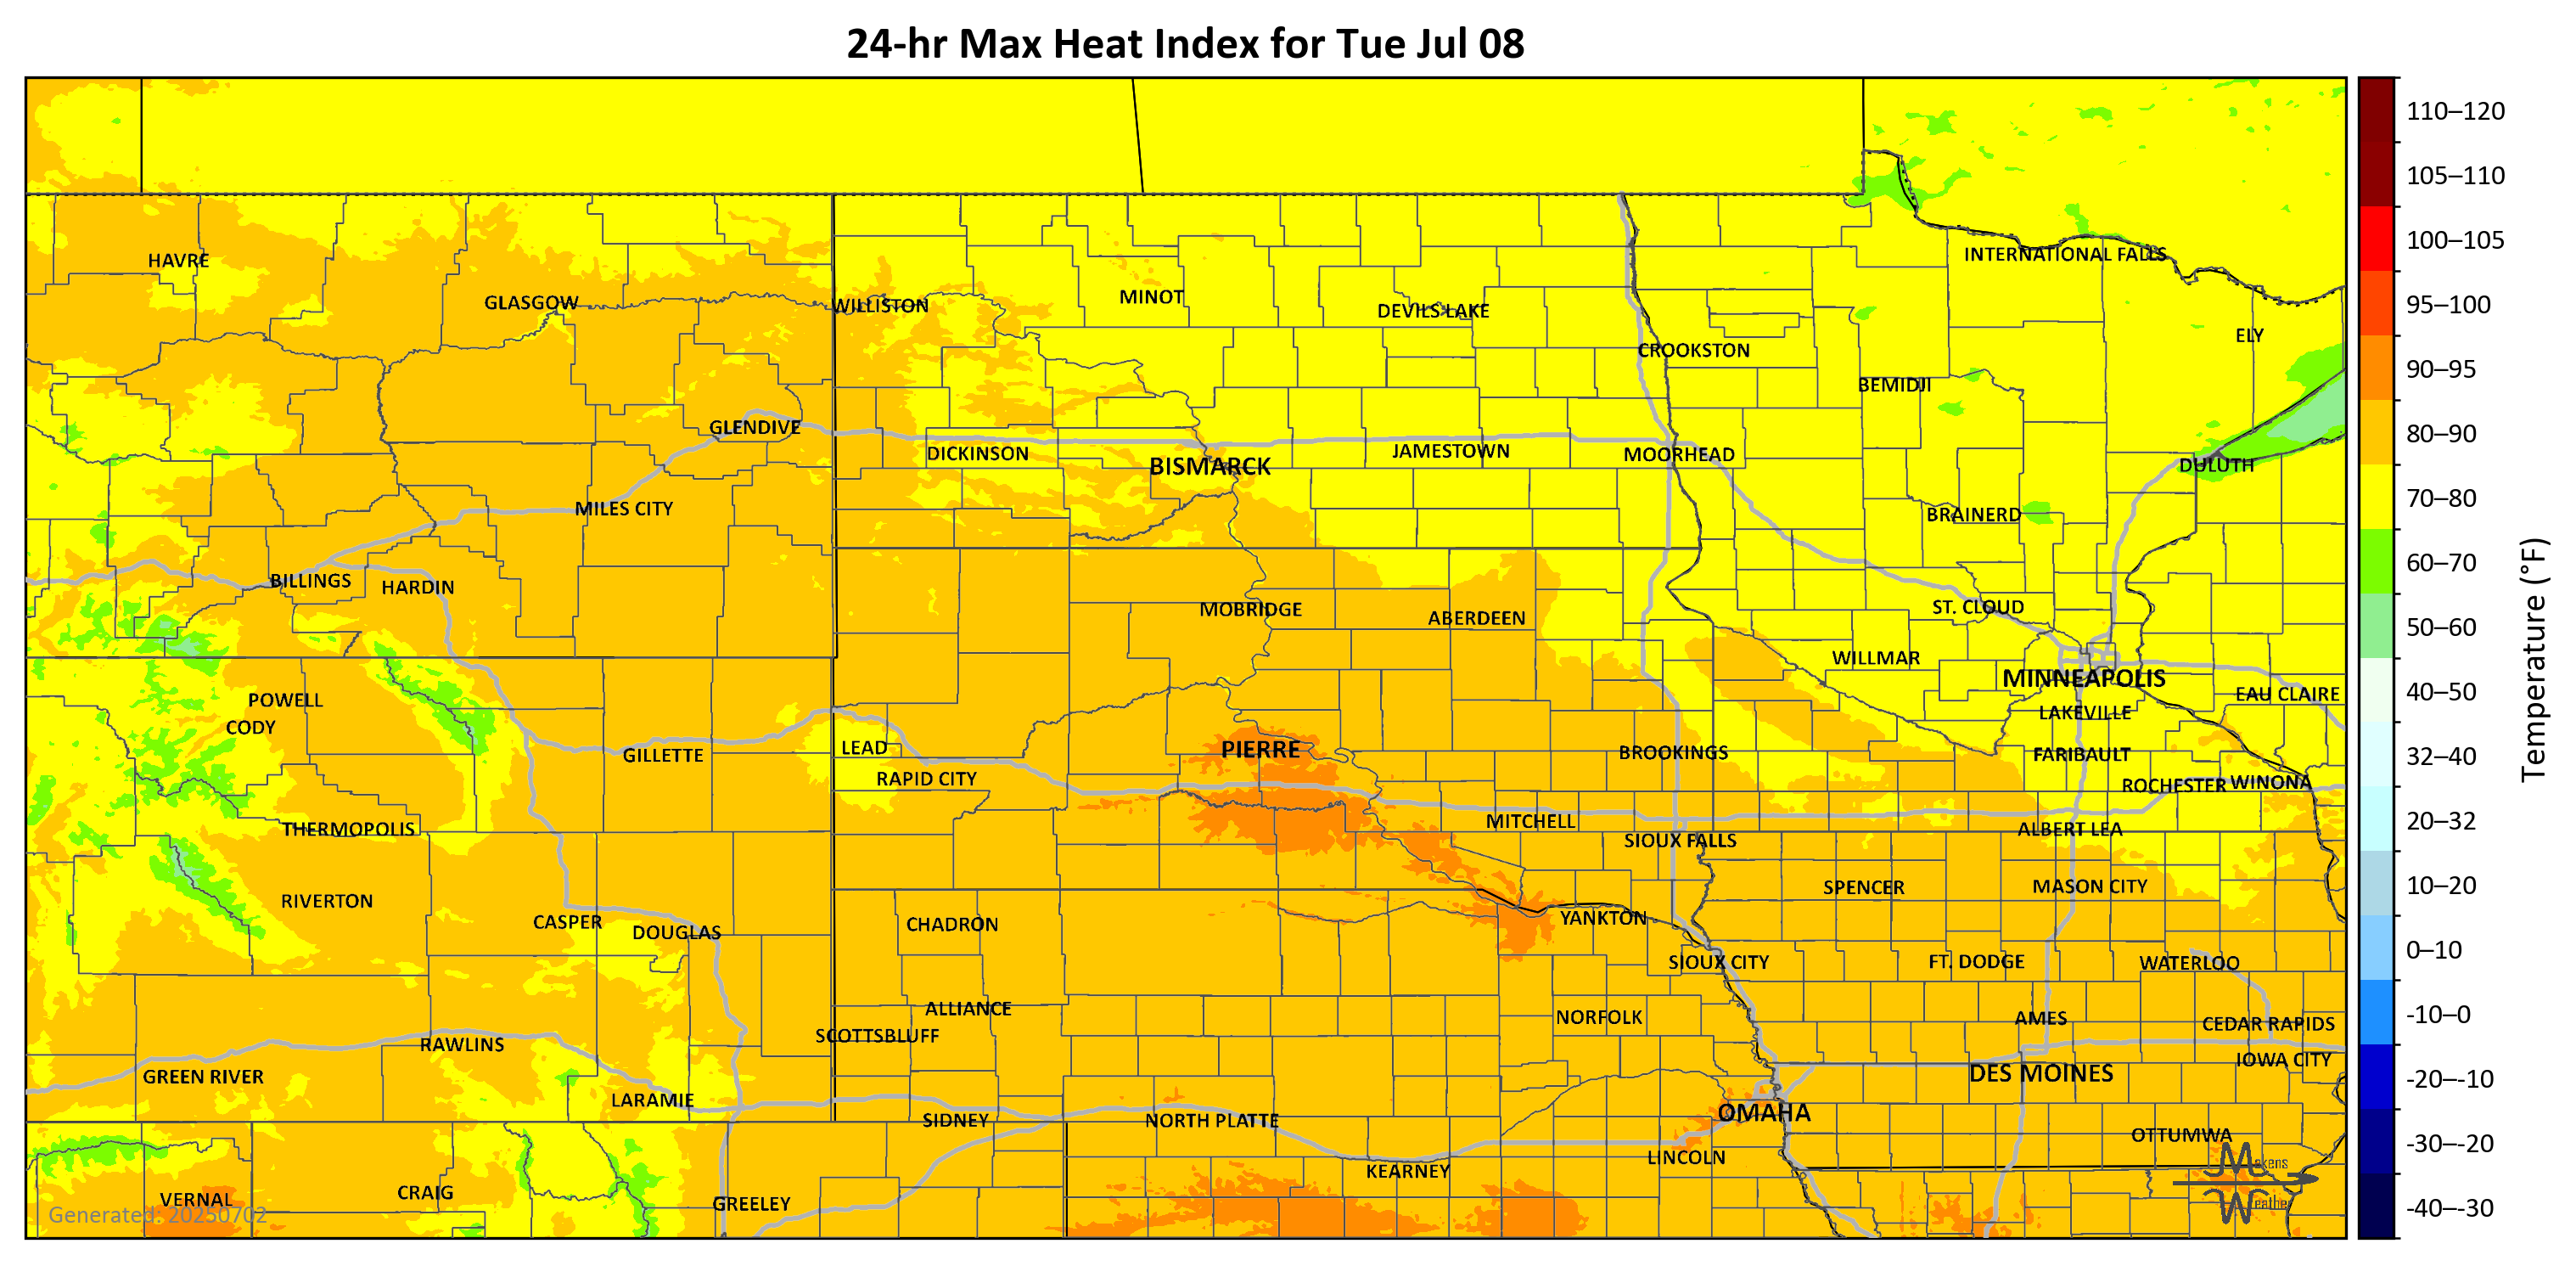 24-hr Max Heat Index for Tue Jul 08
HAVRE
GLASGOW
WILLISTON
MINOT
DEVILS LAKE
INTERNATIONAL FALLS
ELY
CROOKSTON
BEMIDJI
GLENDIVE
DICKINSON
BISMARCK
JAMESTOWN
MOORHEAD
DULUTH
MILES CITY
BRAINERD
BILLINGS
HARDIN
MOBRIDGE
ABERDEEN
ST. CLOUD
WILLMAR
MINNEAPOLIS
EAU CLAIRE
POWELL
CODY
LAKEVILLE
GILLETTE
LEAD
PIERRE
BROOKINGS
FARIBAULT
RAPID CITY
ROCHESTER
WINONA
THERMOPOLIS
MITCHELL
SIOUX FALLS
ALBERT LEA
RIVERTON
SPENCER
MASON CITY
CASPER
DOUGLAS
CHADRON
YANKTON
SIOUX CITY
FT. DODGE
WATERLOO
ALLIANCE
SCOTTSBLUFF
NORFOLK
AMES
CEDAR RAPIDS
RAWLINS
IOWA CITY
GREEN RIVER
DES MOINES
LARAMIE
SIDNEY
NORTH PLATTE
OMAHA
OTTUMWA
KEARNEY
LINCOLN
VERNAL
CRAIG
GREELEY
Generated: 20250702
akens
eather
110–120
105–110
100–105
95–100
90–95
80–90
70–80
60–70
50–60
40–50
32–40
20–32
10–20
0–10
-10–0
-20–-10
-30–-20
-40–-30
Temperature (°F)